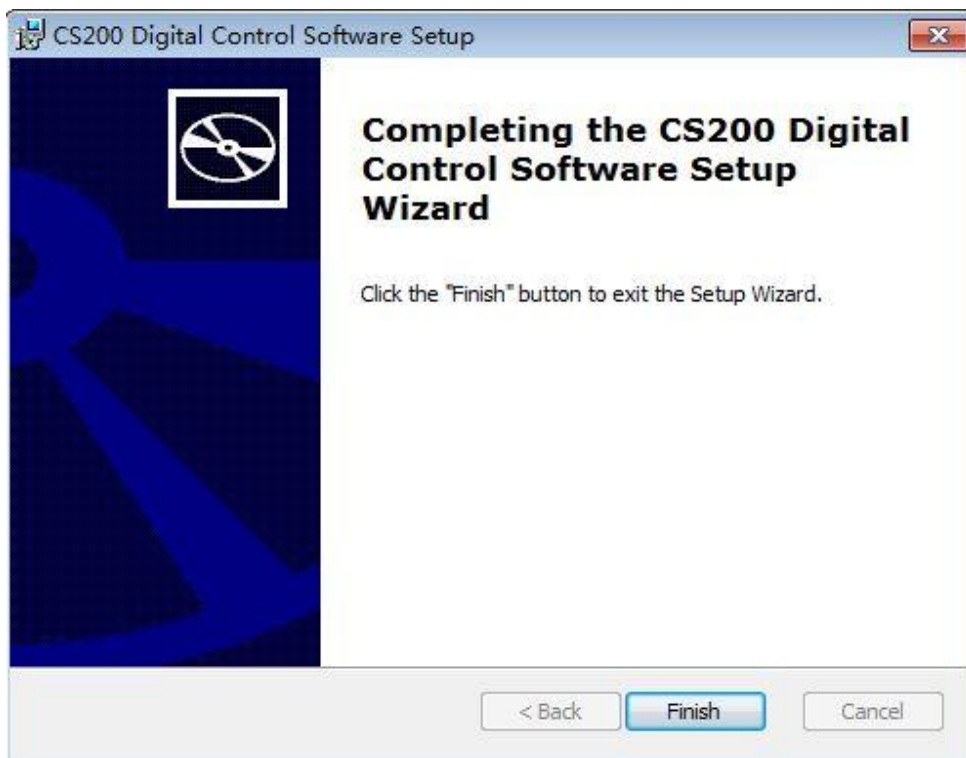 CS200 Digital Control Software Setup
Completing the CS200 Digital
Control Software Setup
Wizard
Click the "Finish" button to exit the Setup Wizard.
< Back Finish Cancel